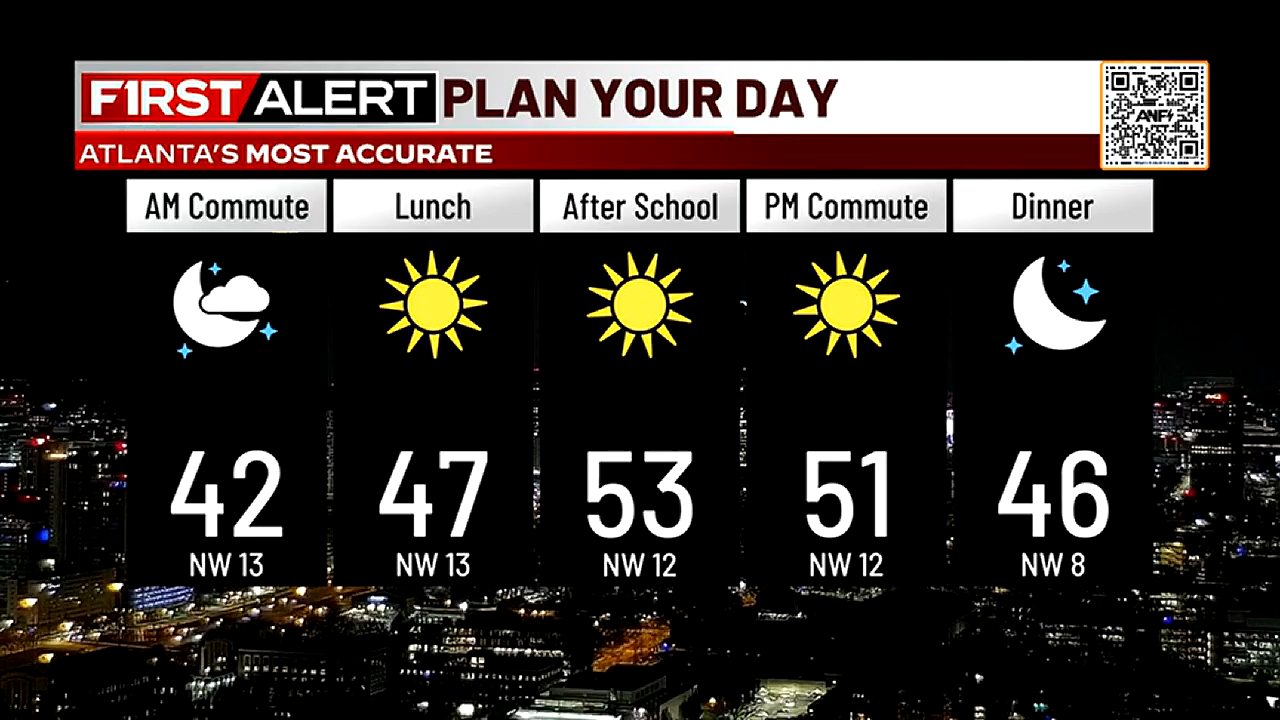 FIRST ALERT PLAN YOUR DAY
ATLANTA'S MOST ACCURATE
ANF
AM Commute
Lunch
After School
PM Commute
Dinner
42
47
53
51
46
NW 13
NW 13
NW 12
NW 12
NW 8